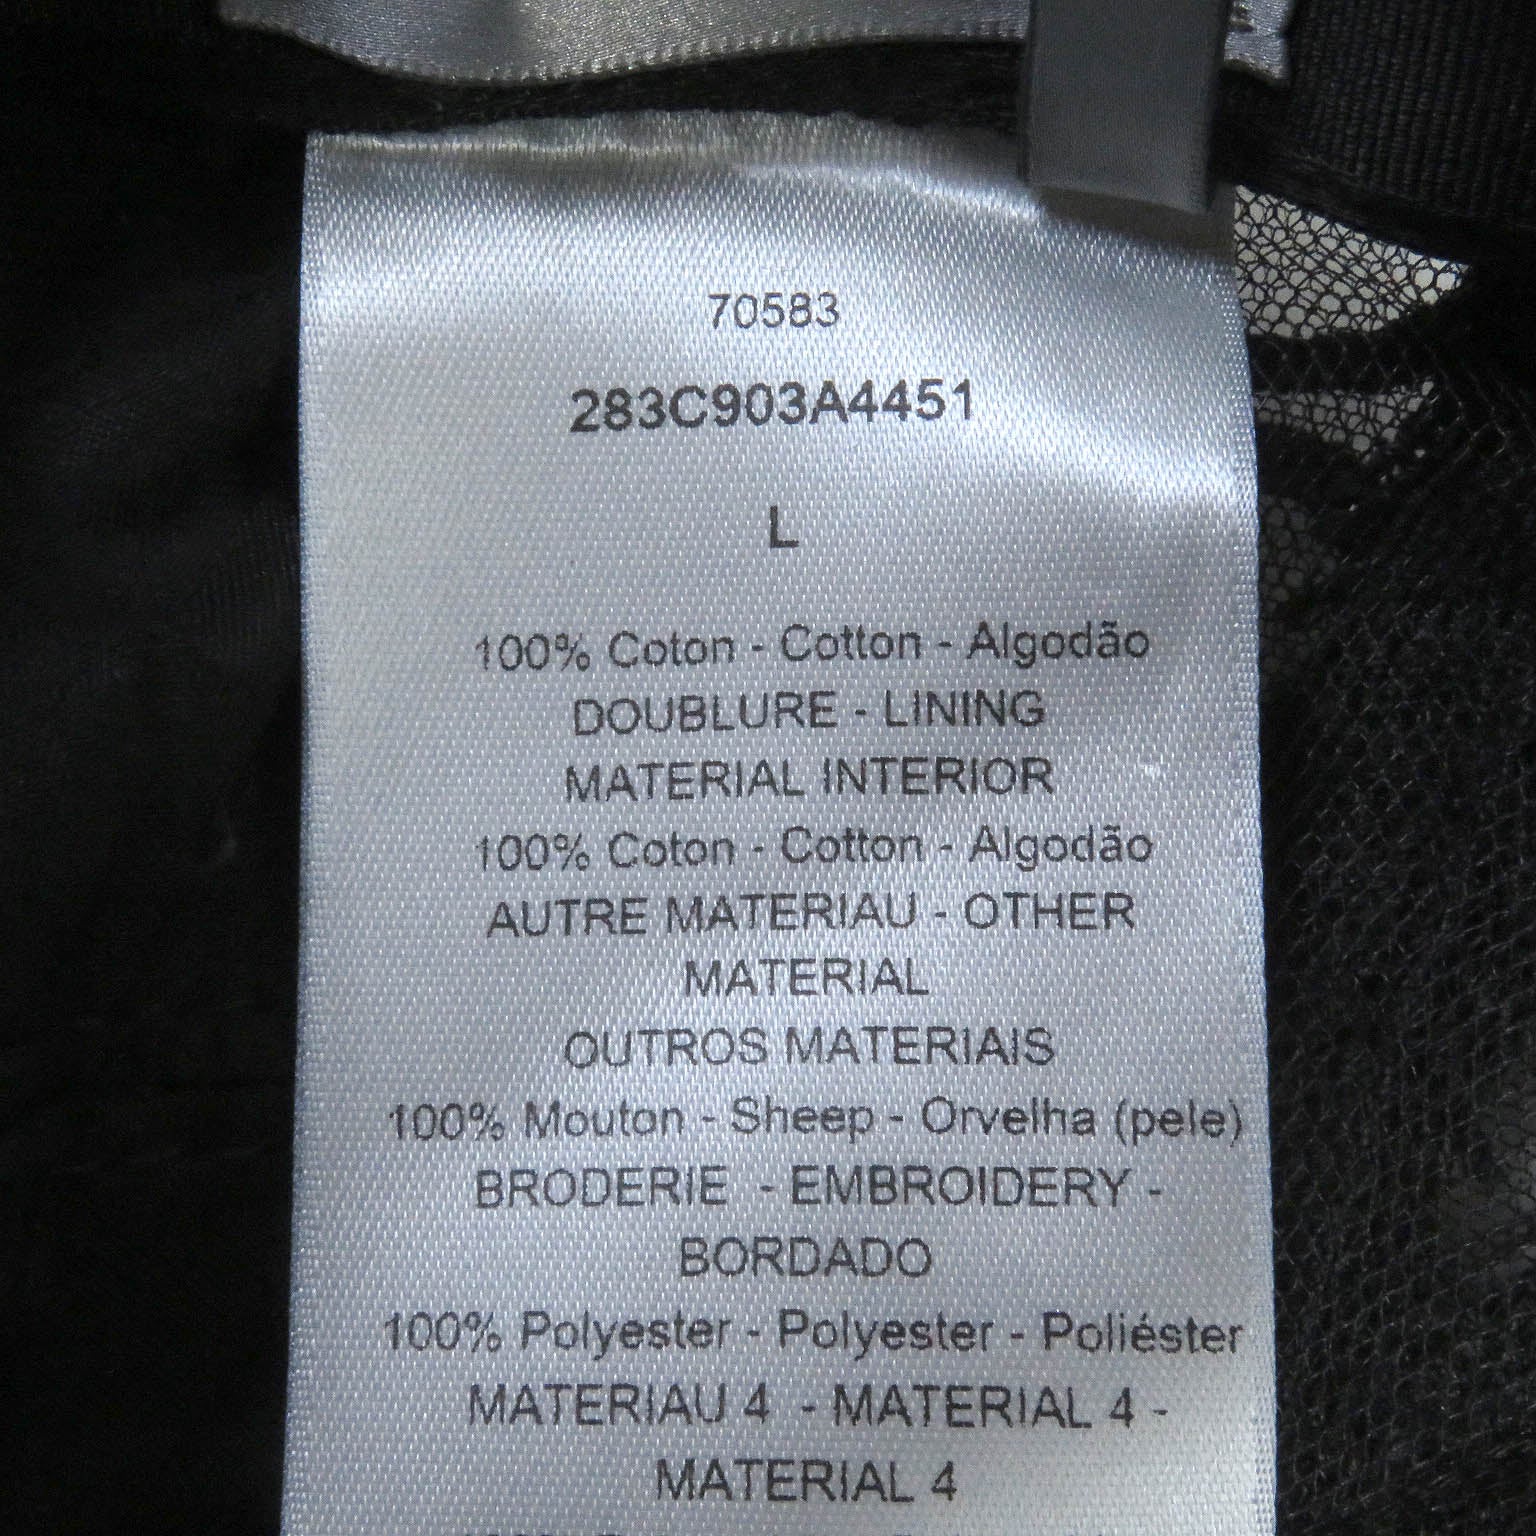 70583
283C903A4451
L
100% Coton - Cotton - Algodão
DOUBLURE - LINING
MATERIAL INTERIOR
100% Coton - Cotton - Algodão
AUTRE MATERIAU - OTHER
MATERIAL
OUTROS MATERIAIS
100% Mouton - Sheep - Orvelha (pele)
BRODERIE - EMBROIDERY -
BORDADO
100% Polyester - Polyester - Poliéster
MATERIAU 4 - MATERIAL 4 -
MATERIAL 4